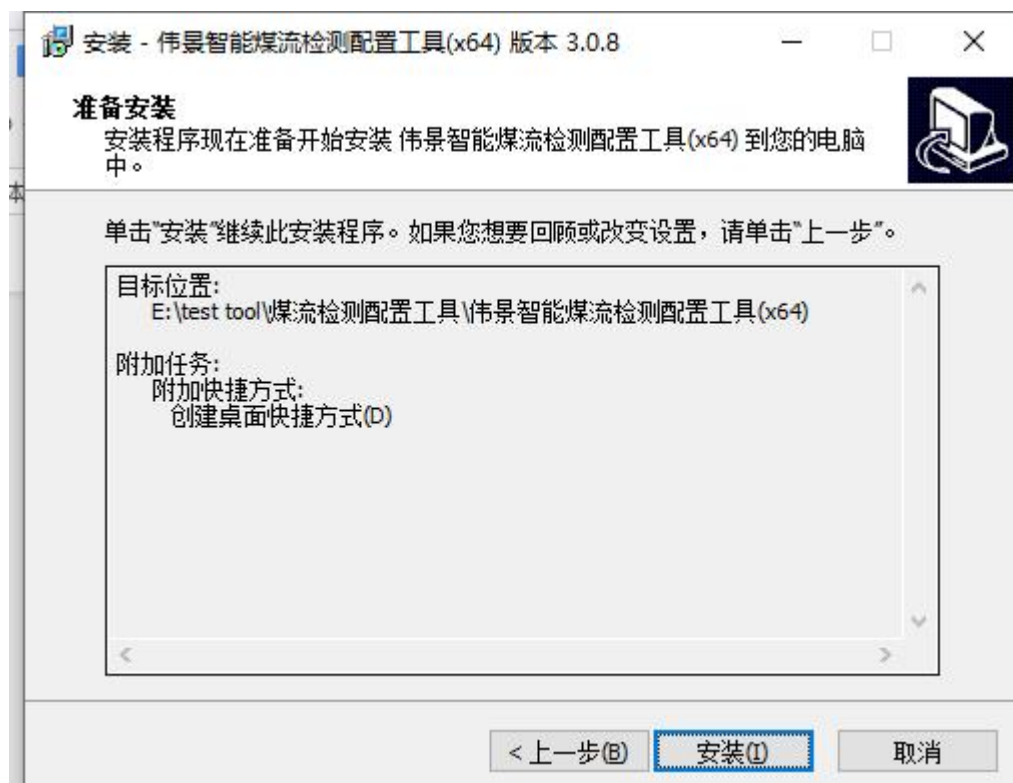 安装 - 伟景智能煤流检测配置工具(x64) 版本 3.0.8
准备安装
安装程序现在准备开始安装 伟景智能煤流检测配置工具(x64) 到您的电脑
中。
本
单击"安装"继续此安装程序。如果您想要回顾或改变设置，请单击"上一步"。
目标位置:
E:\test tool\煤流检测配置工具\伟景智能煤流检测配置工具(x64)
附加任务:
附加快捷方式:
创建桌面快捷方式(D)
< 上一步(B)
安装(I)
取消